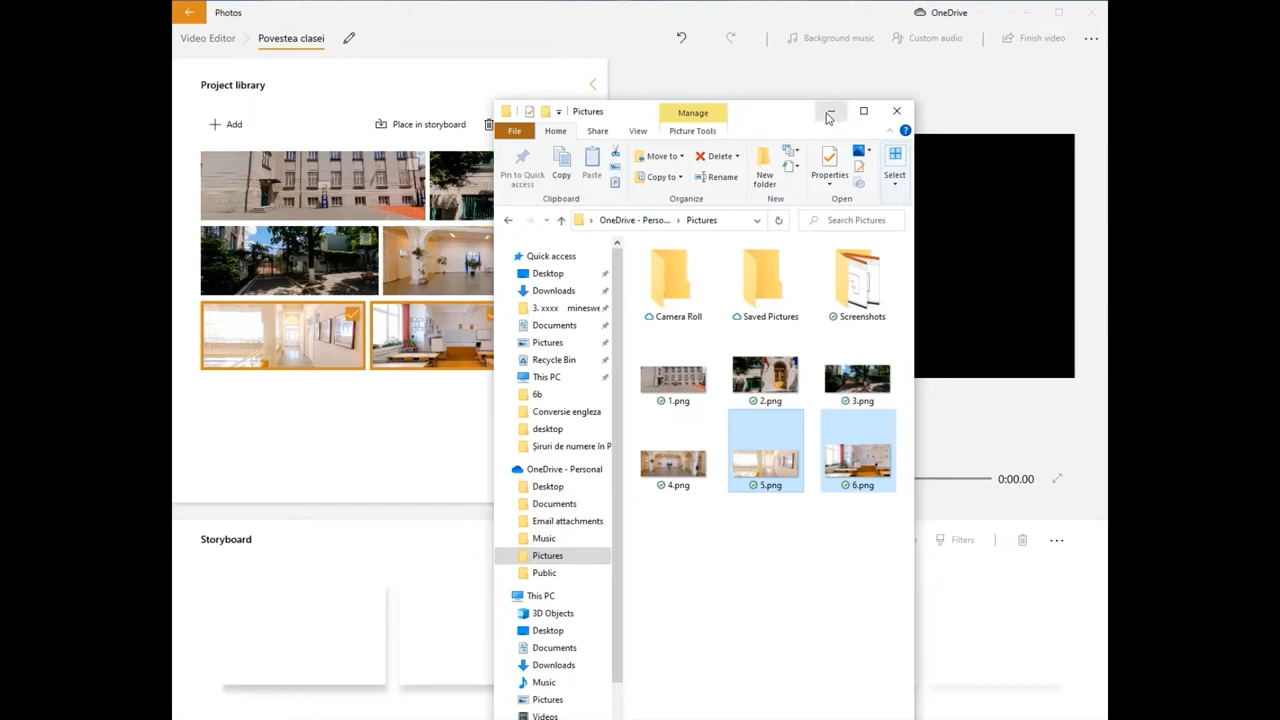 Photos
OneDrive
Video Editor
Povestea clasei
Background music
Custom audio
Finish video
Project library
Add
Place in storyboard
Pictures
Manage
File
Home
Share
View
Picture Tools
Pin to Quick access
Copy
Paste
Move to
Copy to
Delete
Rename
New folder
Properties
Select
Clipboard
Organize
New
Open
OneDrive - Perso...
Pictures
Search Pictures
Quick access
Desktop
Downloads
3. xxxx mineswe
Documents
Pictures
Recycle Bin
This PC
6b
Conversie engleza
desktop
Șiruri de numere în P
OneDrive - Personal
Desktop
Documents
Email attachments
Music
Pictures
Public
This PC
3D Objects
Desktop
Documents
Downloads
Music
Pictures
Videos
Camera Roll
Saved Pictures
Screenshots
1.png
2.png
3.png
4.png
5.png
6.png
0:00.00
Storyboard
Filters